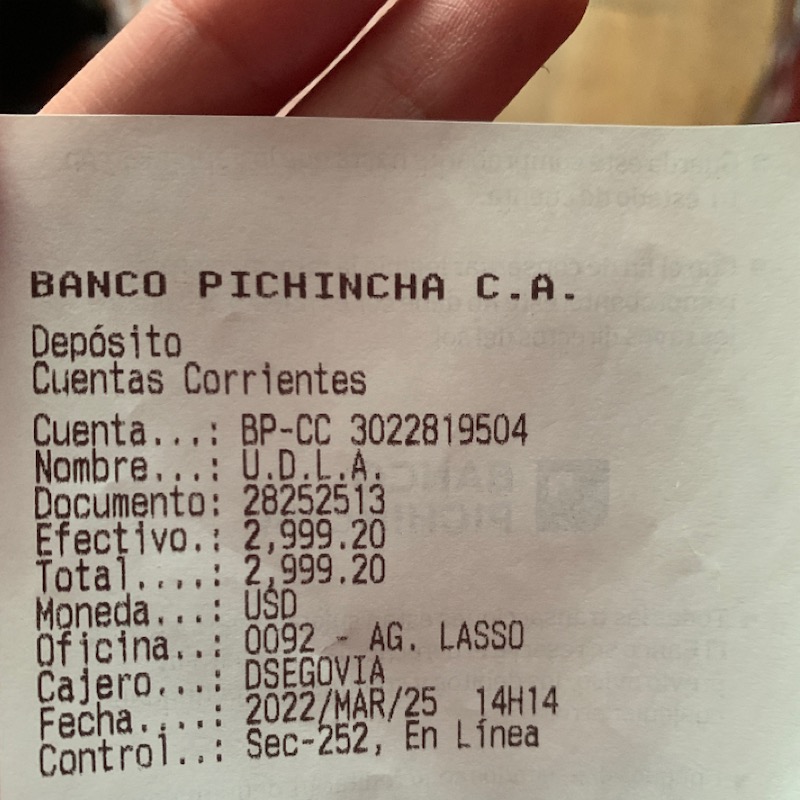 BANCO PICHINCHA C.A.
Depósito
Cuentas Corrientes
Cuenta...: BP-CC 3022819504
Nombre...: U.D.L.A.
Documento: 28252513
Efectivo.: 2,999.20
Total....: 2,999.20
Moneda...: USD
Oficina..: 0092 - AG. LASSO
Cajero...: DSEGOVIA
Fecha....: 2022/MAR/25 14H14
Control..: Sec-252, En Línea